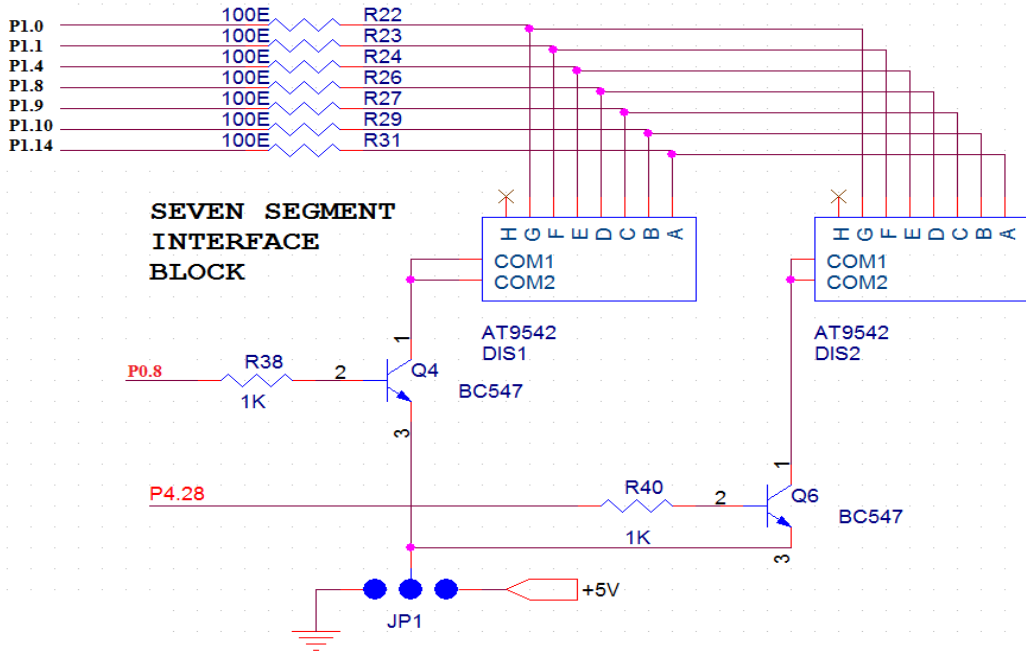 P1.0 100E R22
P1.1 100E R23
P1.4 100E R24
P1.8 100E R26
P1.9 100E R27
P1.10 100E R29
P1.14 100E R31
SEVEN SEGMENT
INTERFACE
BLOCK
H G F E D C B A
COM1
COM2
AT9542
DIS1
H G F E D C B A
COM1
COM2
AT9542
DIS2
P0.8
R38
1K
2
1
Q4
BC547
3
P4.28
R40
1K
2
1
Q6
BC547
3
JP1
+5V